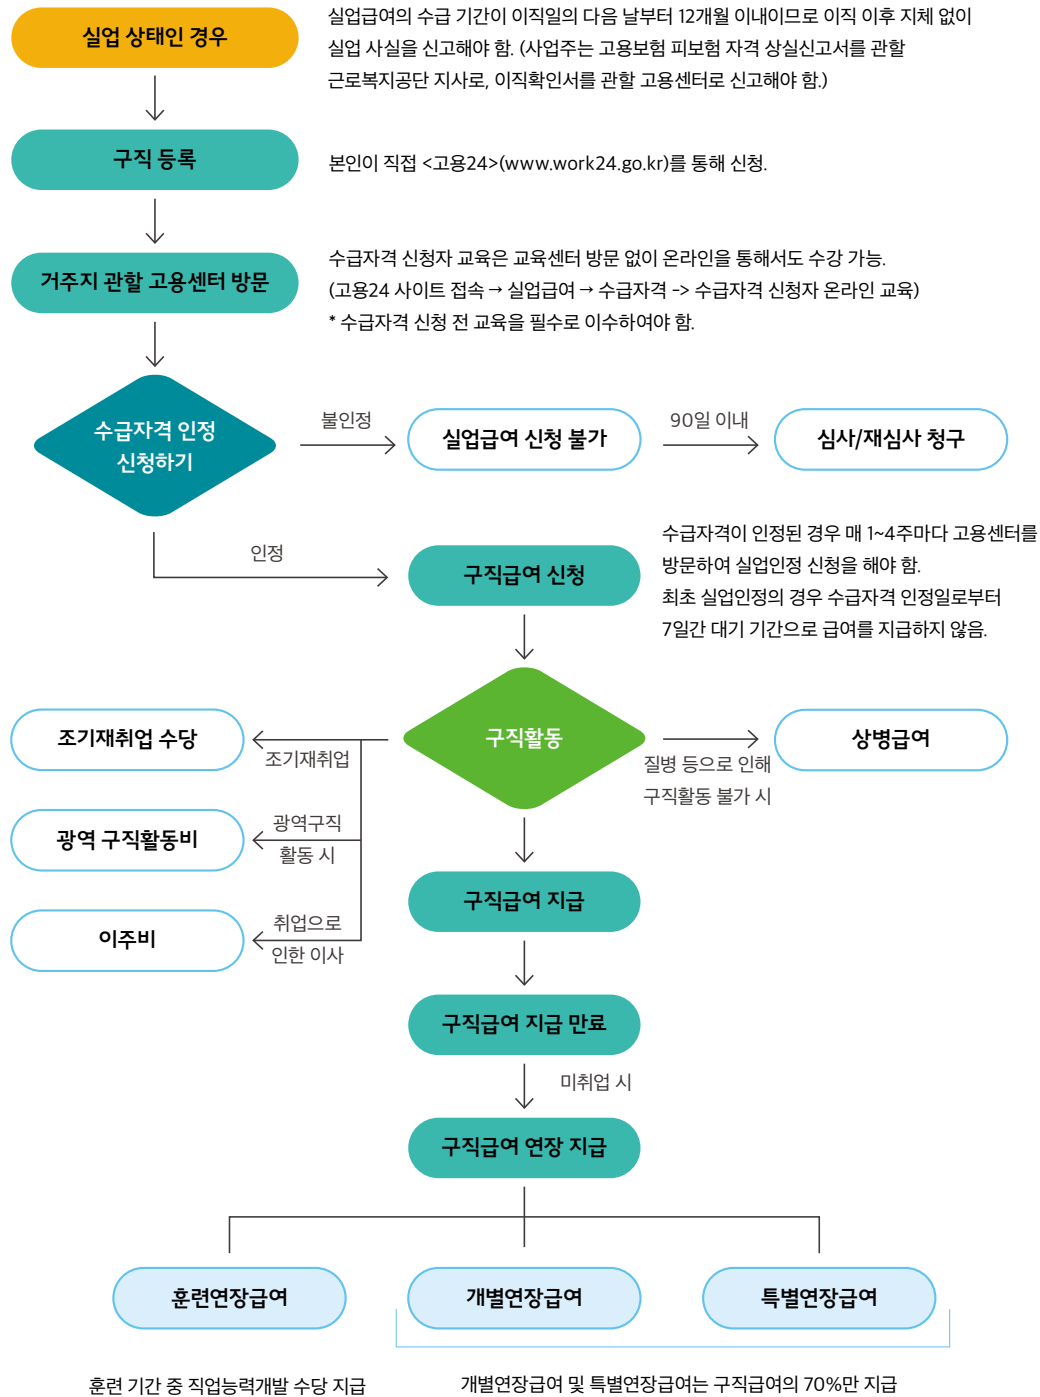 실업 상태인 경우
실업급여의 수급 기간이 이직일의 다음 날부터 12개월 이내이므로 이직 이후 지체 없이
실업 사실을 신고해야 함. (사업주는 고용보험 피보험 자격 상실신고서를 관할
근로복지공단 지사로, 이직확인서를 관할 고용센터로 신고해야 함.)
구직 등록
본인이 직접 <고용24>(www.work24.go.kr)를 통해 신청.
거주지 관할 고용센터 방문
수급자격 신청자 교육은 교육센터 방문 없이 온라인을 통해서도 수강 가능.
(고용24 사이트 접속 → 실업급여 → 수급자격 -> 수급자격 신청자 온라인 교육)
* 수급자격 신청 전 교육을 필수로 이수하여야 함.
수급자격 인정
신청하기
불인정
실업급여 신청 불가
90일 이내
심사/재심사 청구
인정
구직급여 신청
수급자격이 인정된 경우 매 1~4주마다 고용센터를
방문하여 실업인정 신청을 해야 함.
최초 실업인정의 경우 수급자격 인정일로부터
7일간 대기 기간으로 급여를 지급하지 않음.
구직활동
조기재취업 수당
조기재취업
질병 등으로 인해
구직활동 불가 시
상병급여
광역 구직활동비
광역구직
활동 시
구직급여 지급
이주비
취업으로
인한 이사
구직급여 지급 만료
미취업 시
구직급여 연장 지급
훈련연장급여
개별연장급여
특별연장급여
훈련 기간 중 직업능력개발 수당 지급
개별연장급여 및 특별연장급여는 구직급여의 70%만 지급